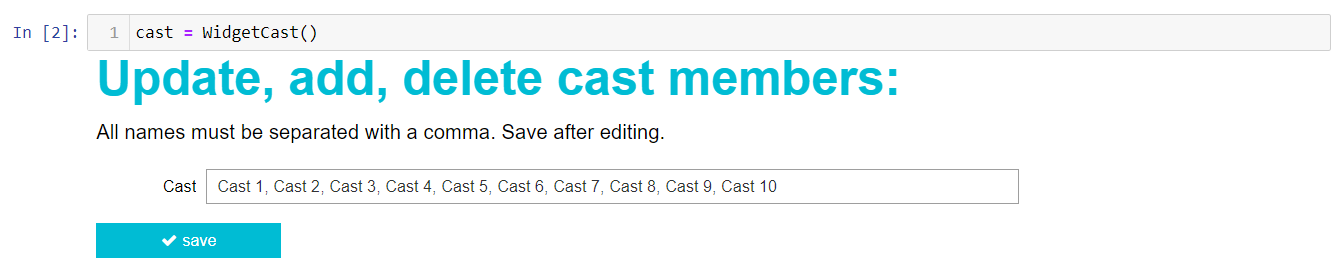 In [2]: 1 cast = WidgetCast()
Update, add, delete cast members:
All names must be separated with a comma. Save after editing.
Cast Cast 1, Cast 2, Cast 3, Cast 4, Cast 5, Cast 6, Cast 7, Cast 8, Cast 9, Cast 10
save